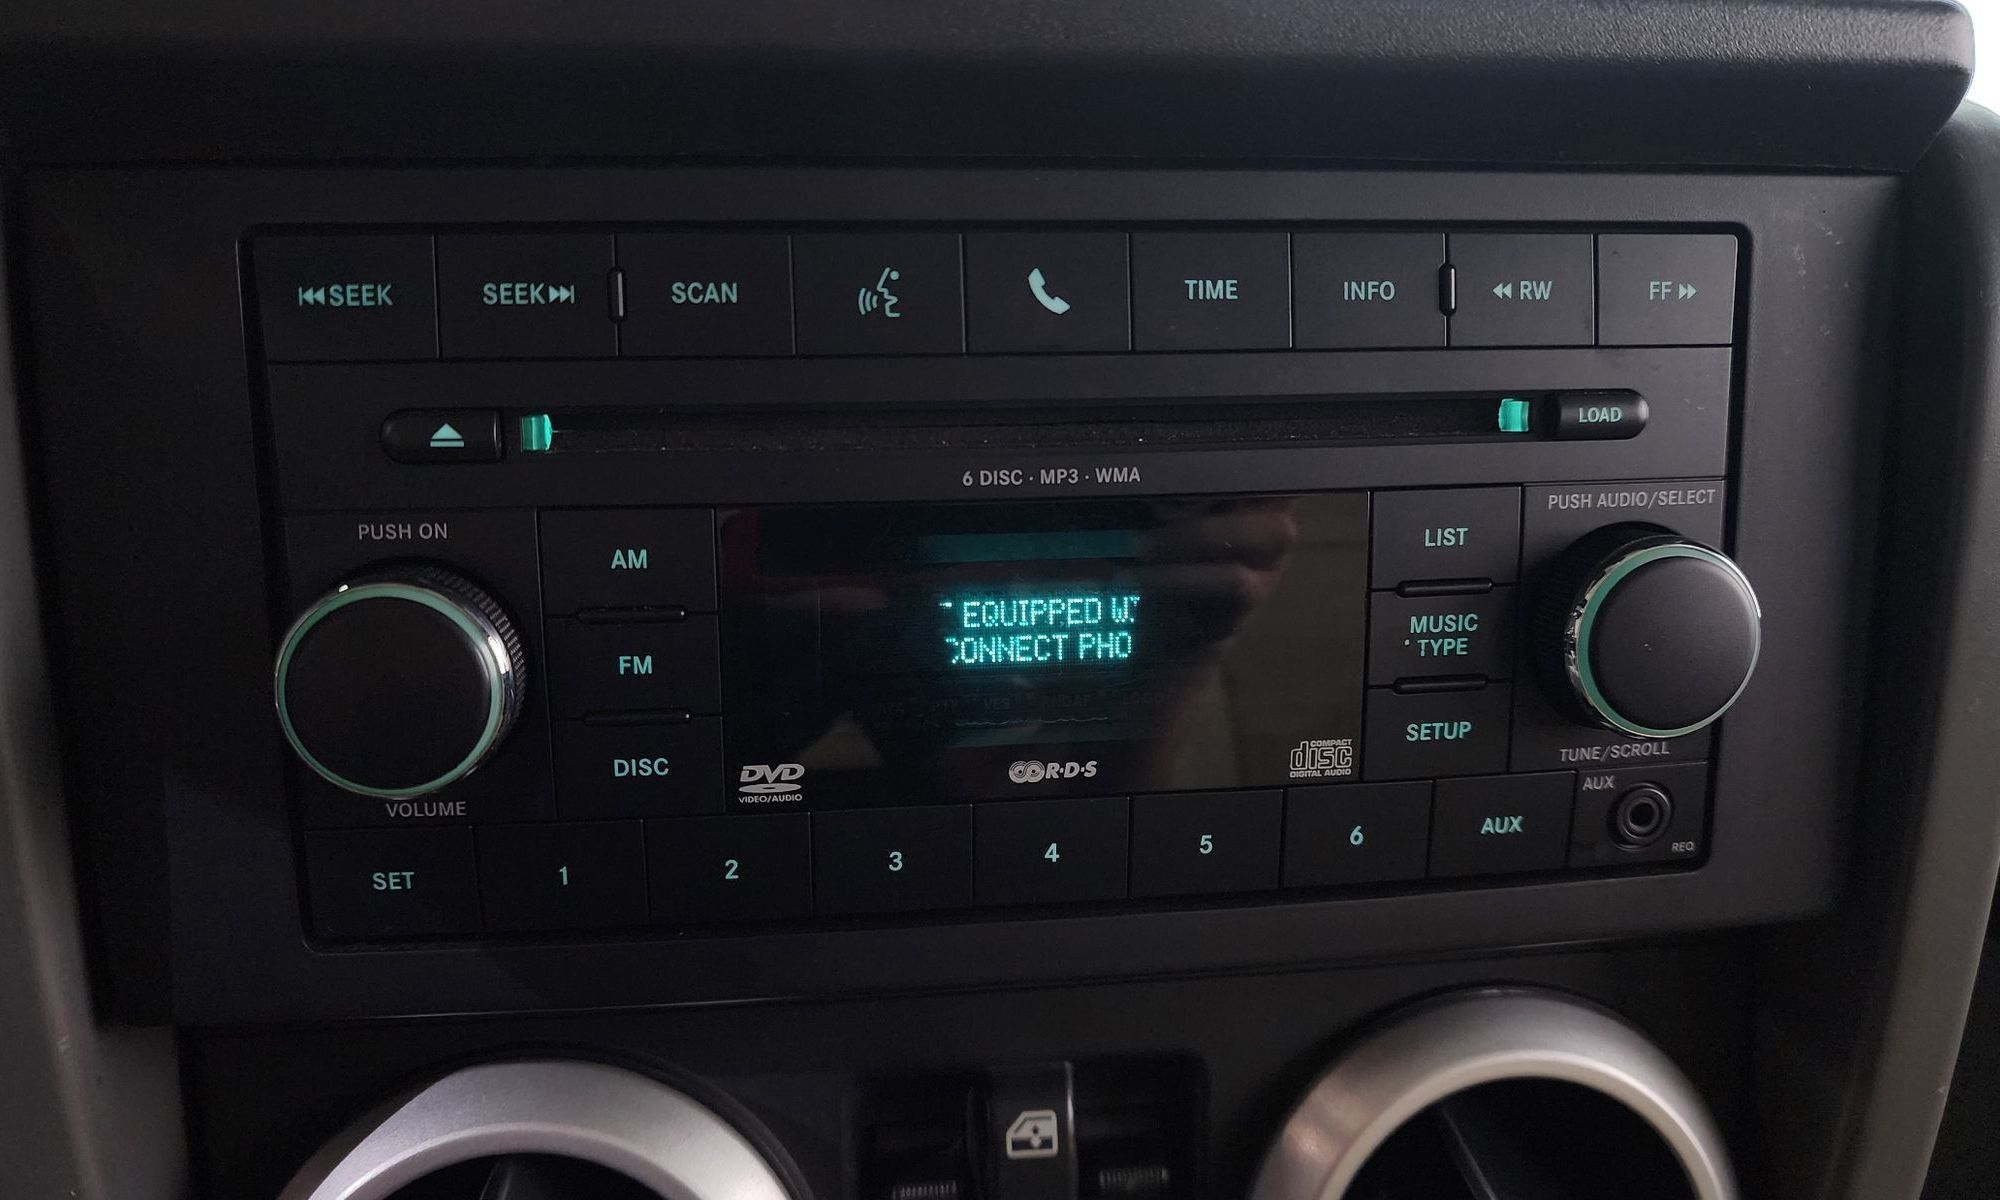 SEEK
SEEK
SCAN
TIME
INFO
RW
FF
LOAD
6 DISC · MP3 · WMA
PUSH ON
VOLUME
AM
FM
DISC
EQUIPPED
CONNECT
DVD
VIDEO/AUDIO
R·D·S
COMPACT
disc
DIGITAL AUDIO
LIST
MUSIC
TYPE
SETUP
PUSH AUDIO/SELECT
TUNE/SCROLL
AUX
REQ
SET
1
2
3
4
5
6
AUX